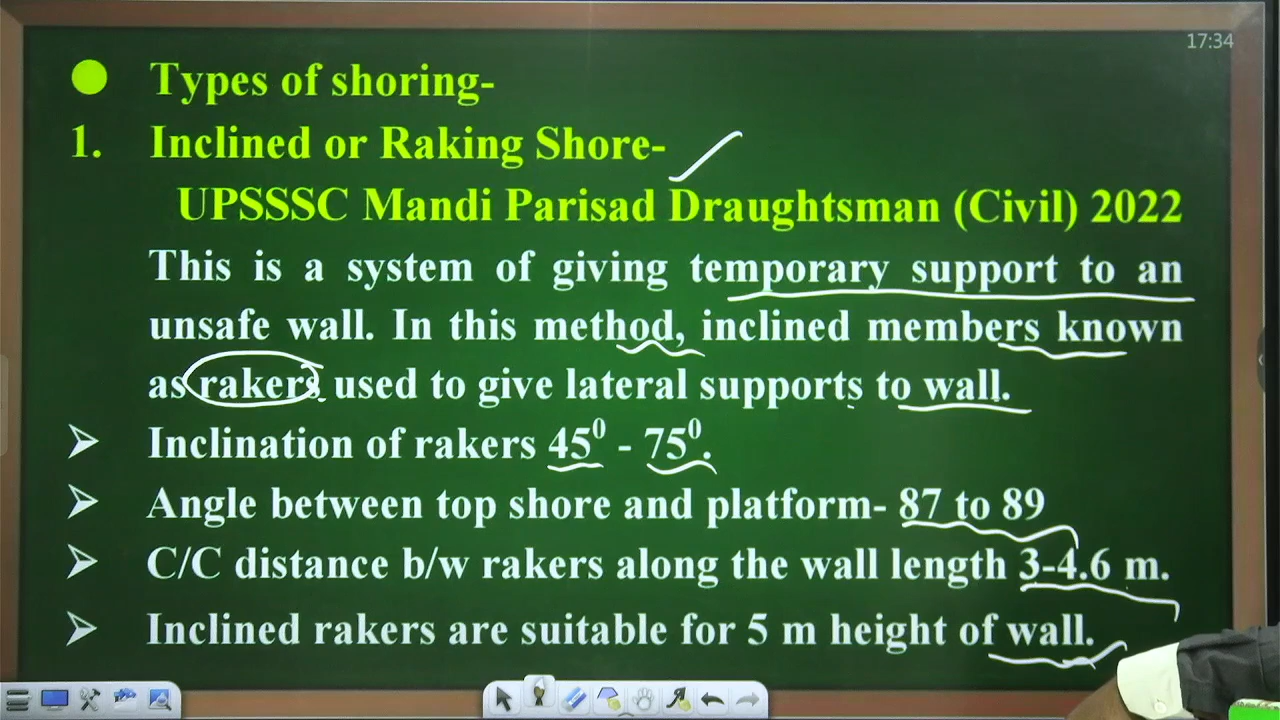 17:34
● Types of shoring-
1. Inclined or Raking Shore-
UPSSSC Mandi Parisad Draughtsman (Civil) 2022
This is a system of giving temporary support to an
unsafe wall. In this method, inclined members known
as rakers used to give lateral supports to wall.
➢ Inclination of rakers 45⁰ - 75⁰.
➢ Angle between top shore and platform- 87 to 89
➢ C/C distance b/w rakers along the wall length 3-4.6 m.
➢ Inclined rakers are suitable for 5 m height of wall.